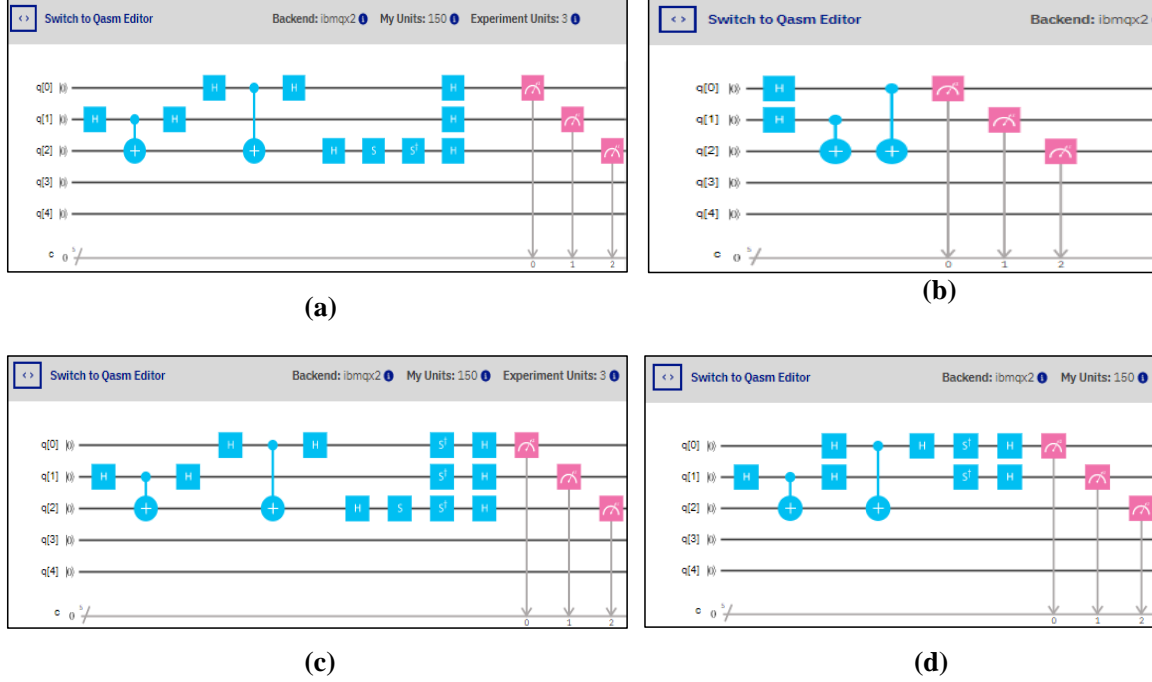 <> Switch to Qasm Editor Backend: ibmqx2 My Units: 150 Experiment Units: 3
q[0] |0⟩ H H H
q[1] |0⟩ H H H
q[2] |0⟩ H S S† H
q[3] |0⟩
q[4] |0⟩
c 0 5
0 1 2
(a)
<> Switch to Qasm Editor Backend: ibmqx2
q[0] |0⟩ H
q[1] |0⟩ H
q[2] |0⟩
q[3] |0⟩
q[4] |0⟩
c 0 5
0 1 2
(b)
<> Switch to Qasm Editor Backend: ibmqx2 My Units: 150 Experiment Units: 3
q[0] |0⟩ H H S† H
q[1] |0⟩ H H S† H
q[2] |0⟩ H S S† H
q[3] |0⟩
q[4] |0⟩
c 0 5
0 1 2
(c)
<> Switch to Qasm Editor Backend: ibmqx2 My Units: 150
q[0] |0⟩ H H S† H
q[1] |0⟩ H H S† H
q[2] |0⟩
q[3] |0⟩
q[4] |0⟩
c 0 5
0 1 2
(d)